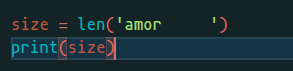 size = len('amor     ')
print(size)